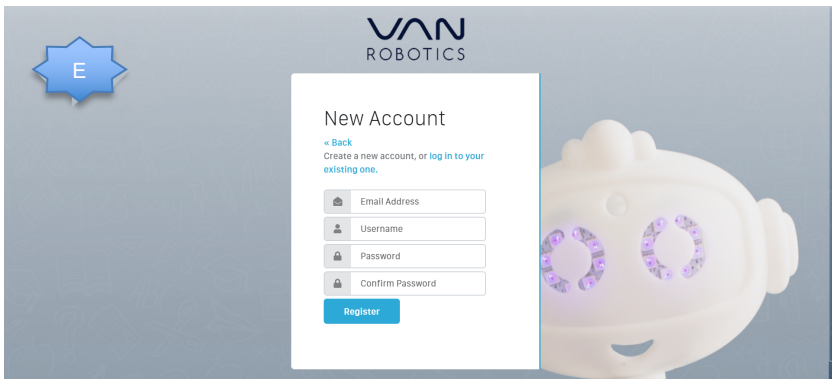 VAN
ROBOTICS
E
New Account
« Back
Create a new account, or log in to your
existing one.
Email Address
Username
Password
Confirm Password
Register